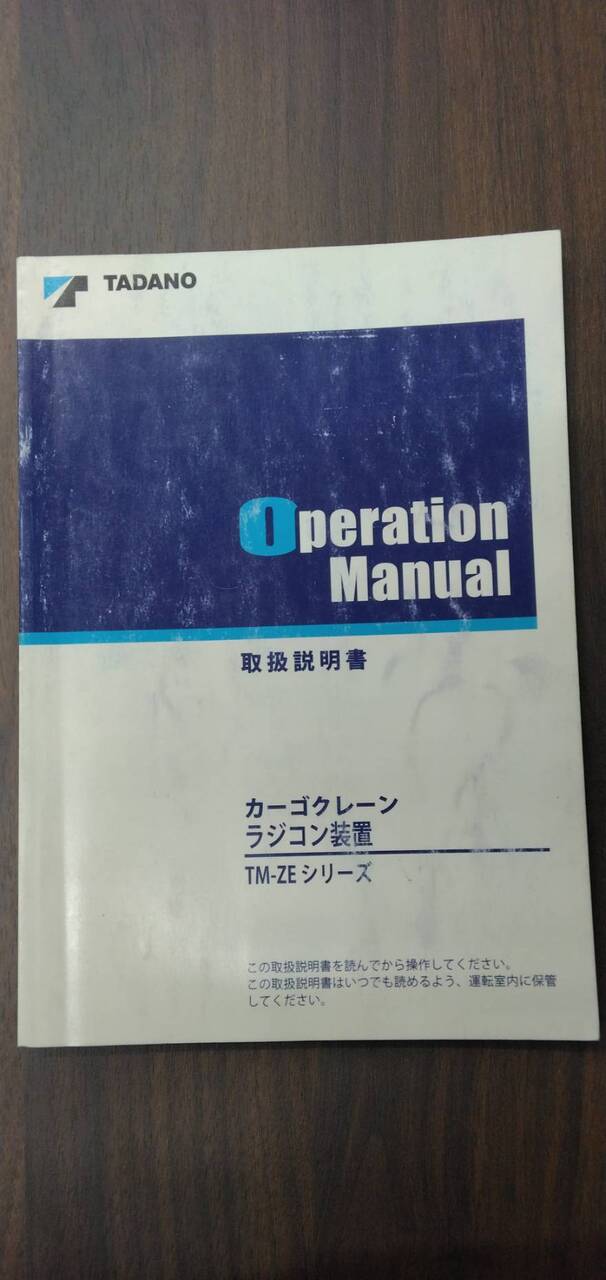 TADANO
Operation
Manual
取扱説明書
カーゴクレーン
ラジコン装置
TM-ZE シリーズ
この取扱説明書を読んでから操作してください。
この取扱説明書はいつでも読めるよう、運転室内に保管
してください。